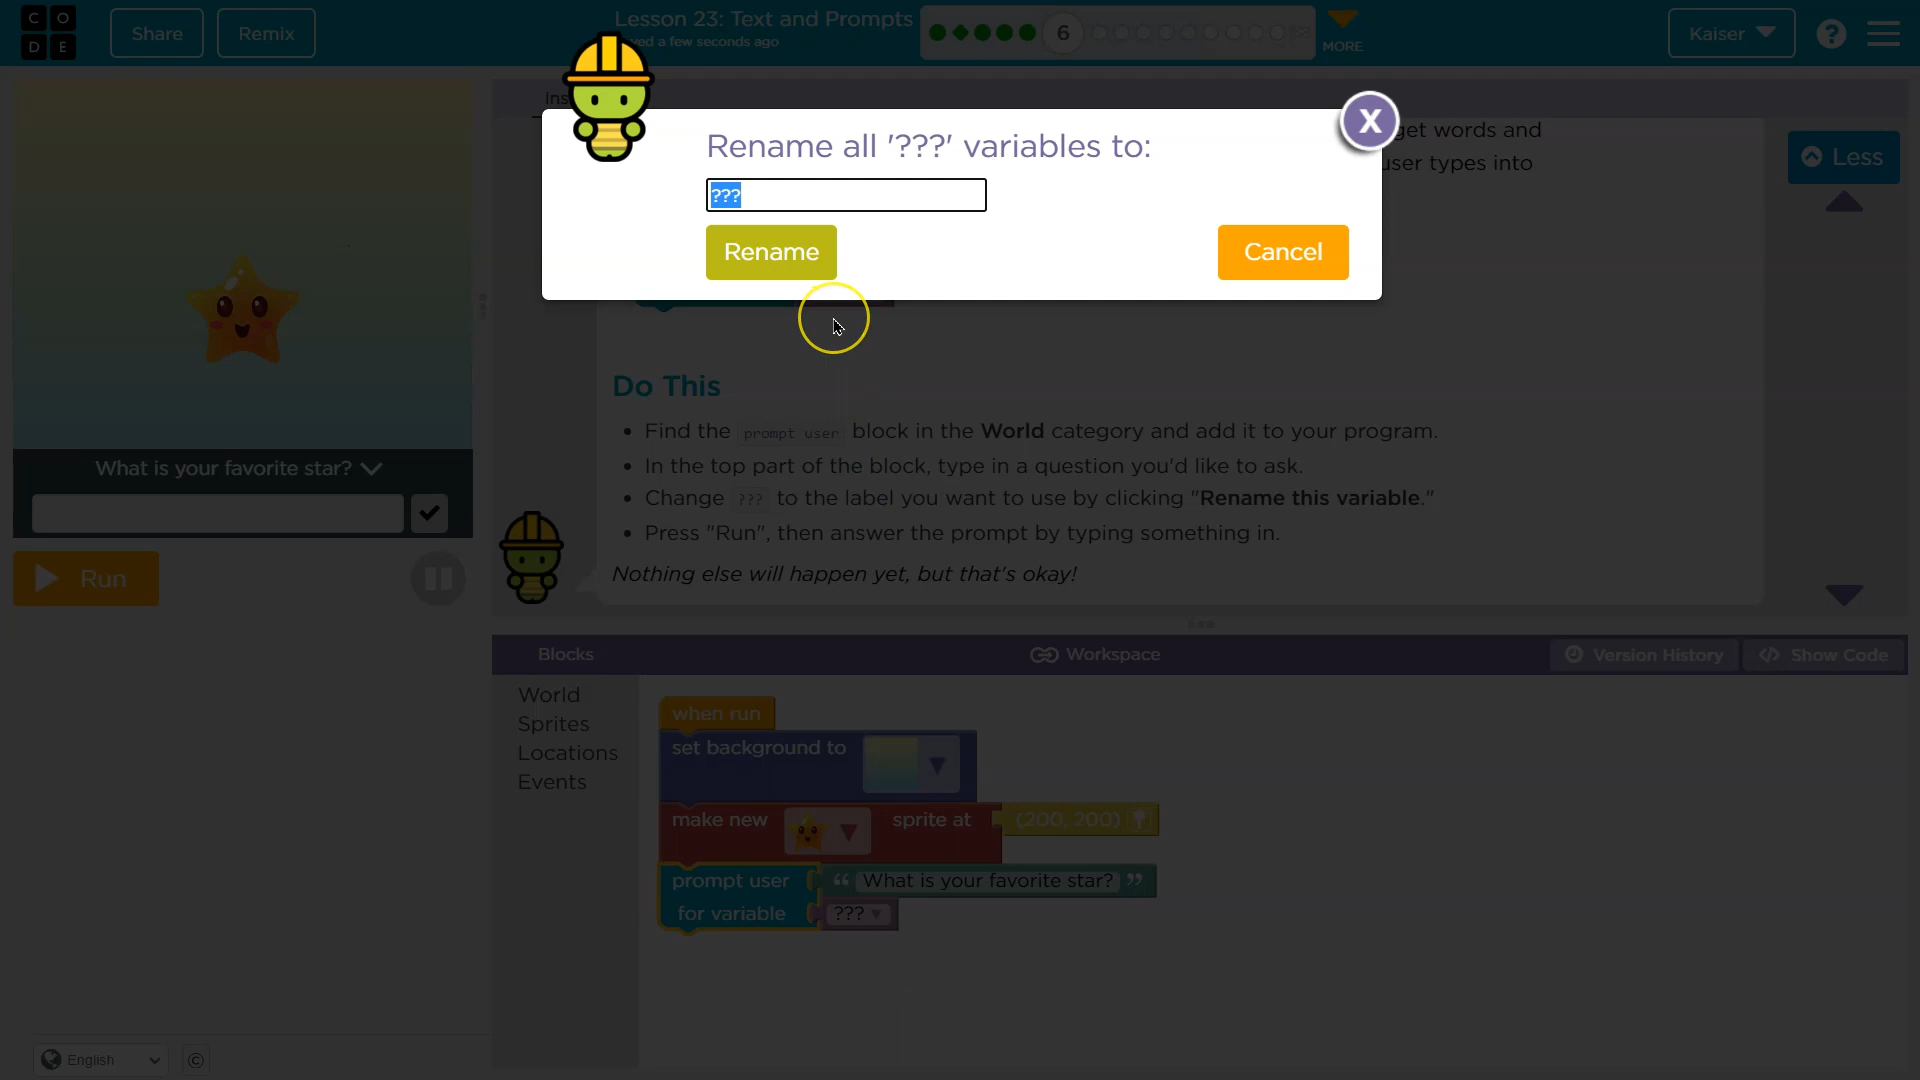 C O
D E
Share
Remix
Lesson 23: Text and Prompts
ved a few seconds ago
6
MORE
Kaiser
?
Ins
Rename all '???' variables to:
X
???
Rename
Cancel
get words and
user types into
Less
Do This
Find the prompt user block in the World category and add it to your program.
In the top part of the block, type in a question you'd like to ask.
Change ??? to the label you want to use by clicking "Rename this variable."
Press "Run", then answer the prompt by typing something in.
Nothing else will happen yet, but that's okay!
What is your favorite star?
Run
Blocks
Workspace
Version History
Show Code
World
Sprites
Locations
Events
when run
set background to
make new sprite at (200, 200)
prompt user “ What is your favorite star? ”
for variable ???
English
©